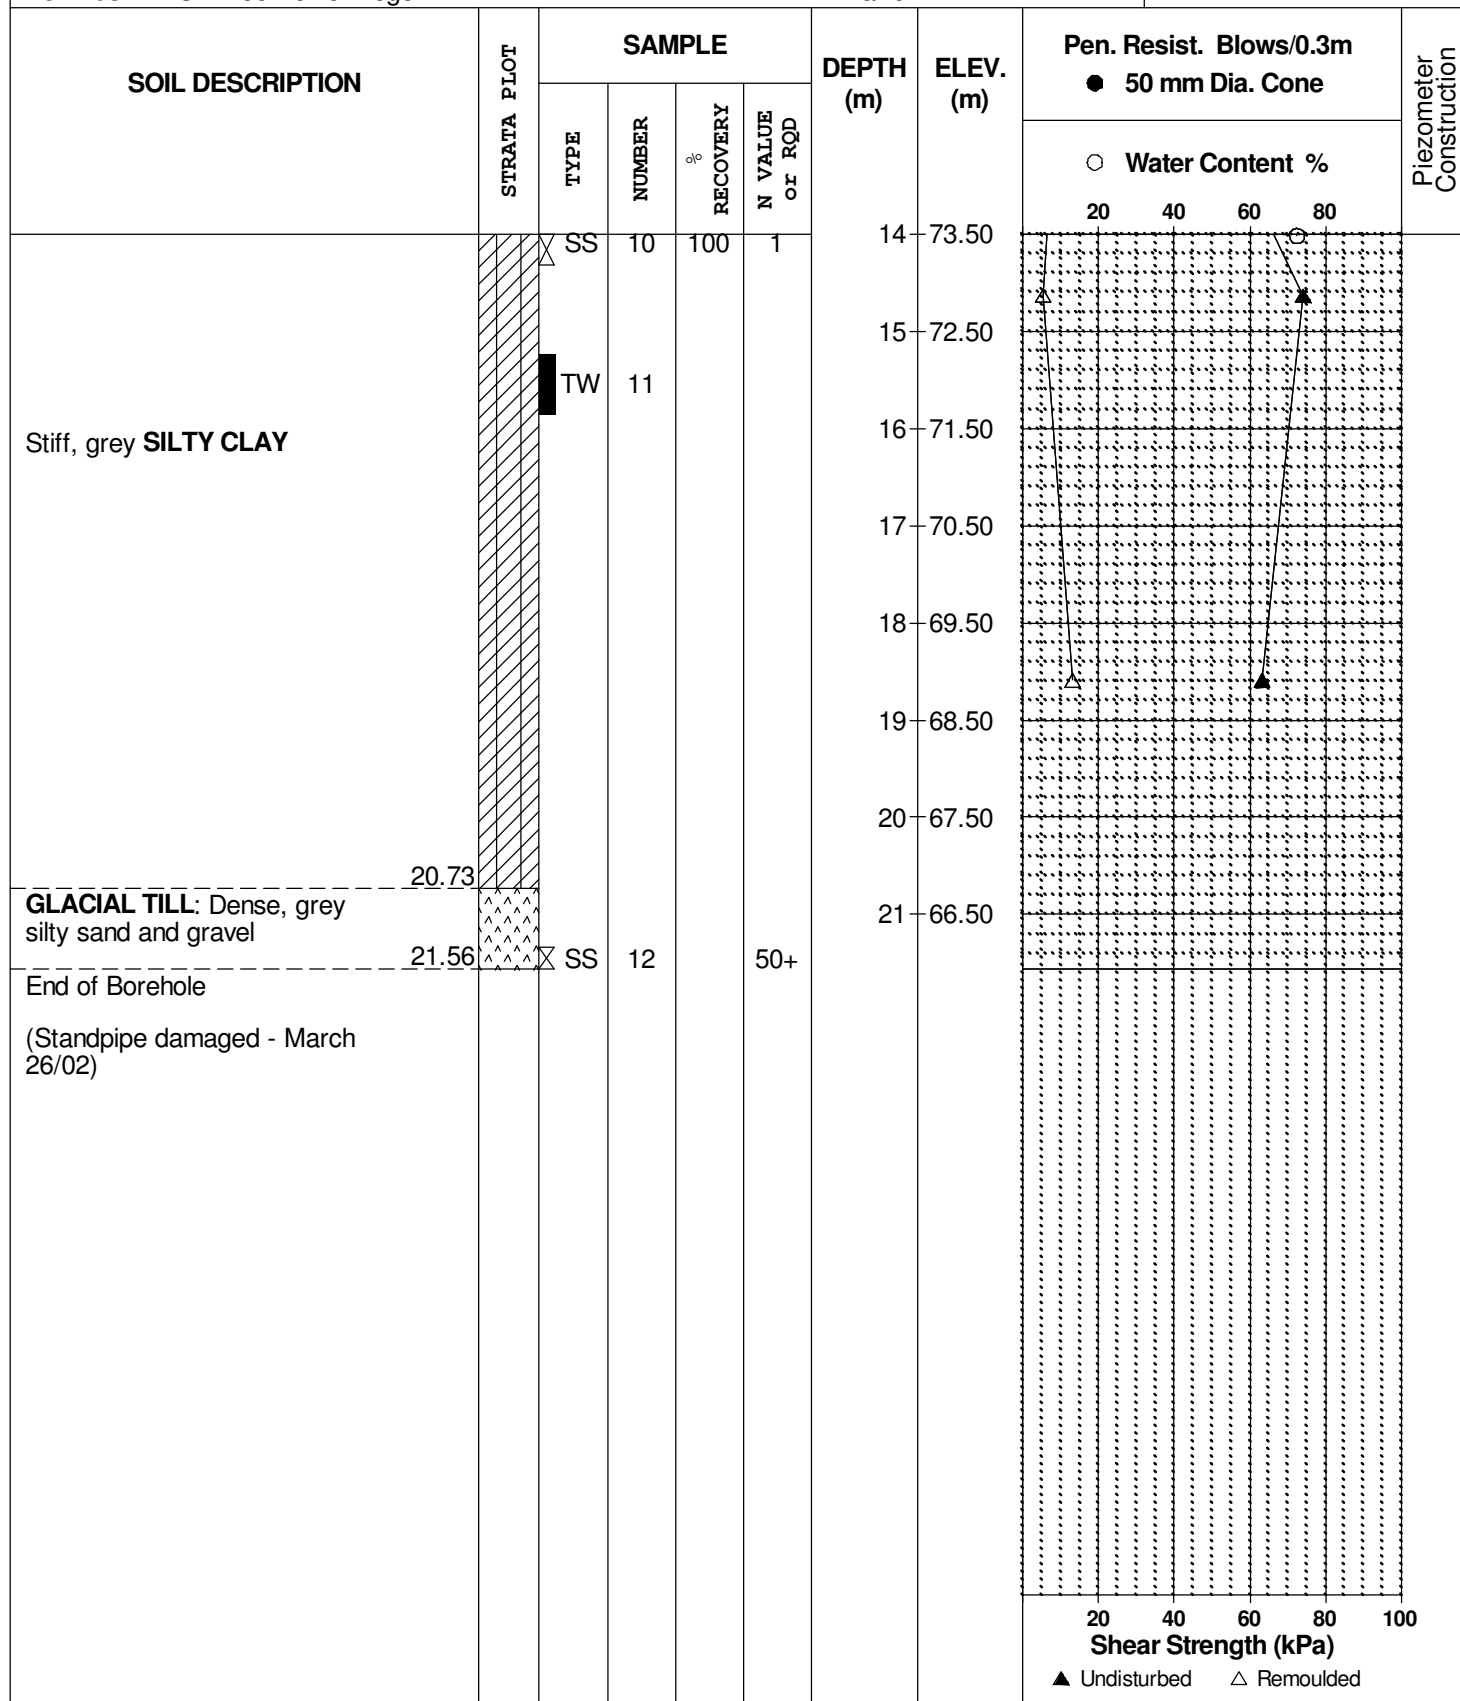 SOIL DESCRIPTION
STRATA PLOT
SAMPLE
TYPE
NUMBER
%
RECOVERY
N VALUE
or RQD
DEPTH
(m)
ELEV.
(m)
Pen. Resist. Blows/0.3m
● 50 mm Dia. Cone
○ Water Content %
20 40 60 80
Piezometer
Construction
SS 10 100 1
14 73.50
15 72.50
TW 11
16 71.50
Stiff, grey SILTY CLAY
17 70.50
18 69.50
19 68.50
20 67.50
20.73
GLACIAL TILL: Dense, grey
silty sand and gravel
21 66.50
21.56
SS 12 50+
End of Borehole
(Standpipe damaged - March
26/02)
20 40 60 80 100
Shear Strength (kPa)
▲ Undisturbed △ Remoulded